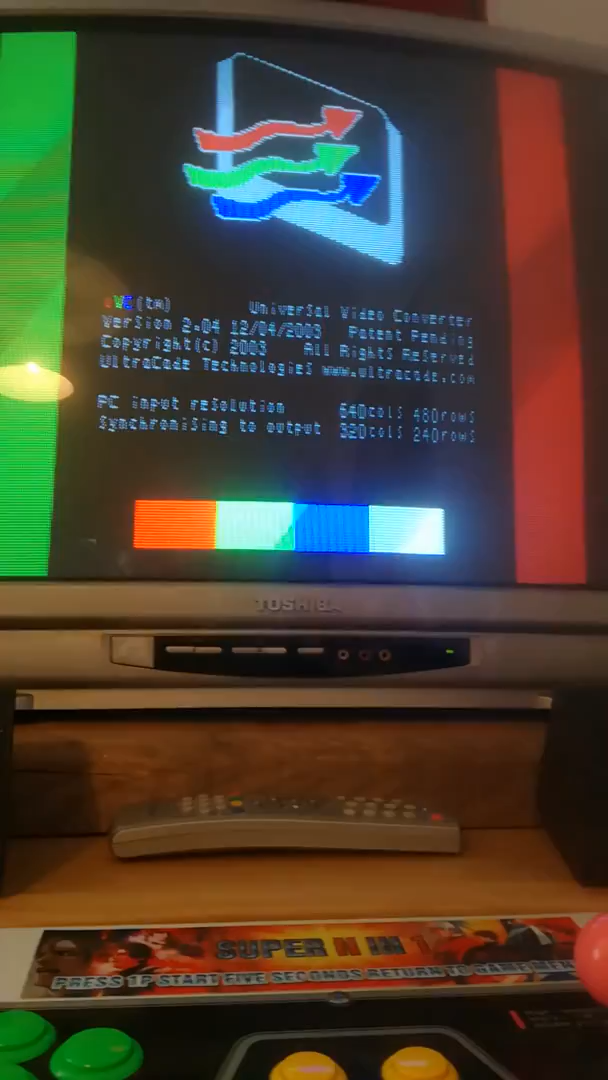 eVE(tm) Universal Video Converter
Version 2.04 12/04/2003 Patent Pending
Copyright(c) 2003 All Rights Reserved
UltraCode Technologies www.ultracode.com
PC input resolution 640cols 480rows
Synchronising to output 320cols 240rows
TOSHIBA
SUPER N IN 1
PRESS 1P START FIVE SECONDS RETURN TO GAME MENU